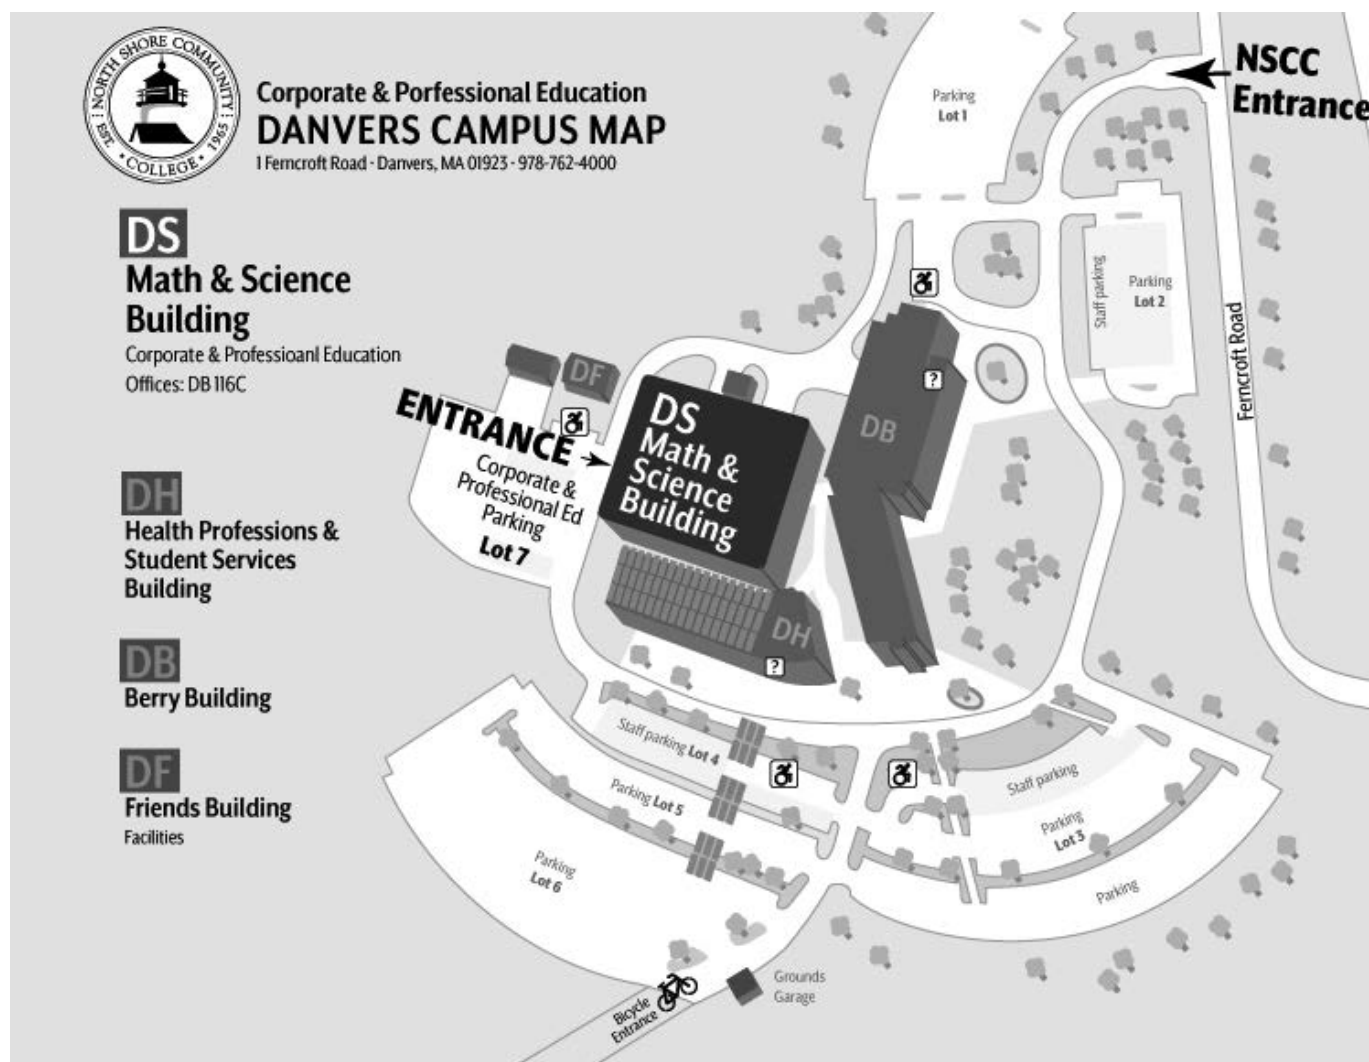 NORTH SHORE COMMUNITY
COLLEGE
EST.
1965
Corporate & Porfessional Education
DANVERS CAMPUS MAP
1 Ferncroft Road - Danvers, MA 01923 - 978-762-4000
DS
Math & Science
Building
Corporate & Professioanl Education
Offices: DB 116C
DH
Health Professions &
Student Services
Building
DB
Berry Building
DF
Friends Building
Facilities
NSCC
Entrance
Parking
Lot 1
Staff parking
Parking
Lot 2
Ferncroft Road
DF
ENTRANCE
Corporate &
Professional Ed
Parking
Lot 7
DS
Math &
Science
Building
DB
?
DH
?
Staff parking Lot 4
Parking Lot 5
Parking
Lot 6
Staff parking
Parking
Lot 3
Parking
Grounds
Garage
Bicycle
Entrance